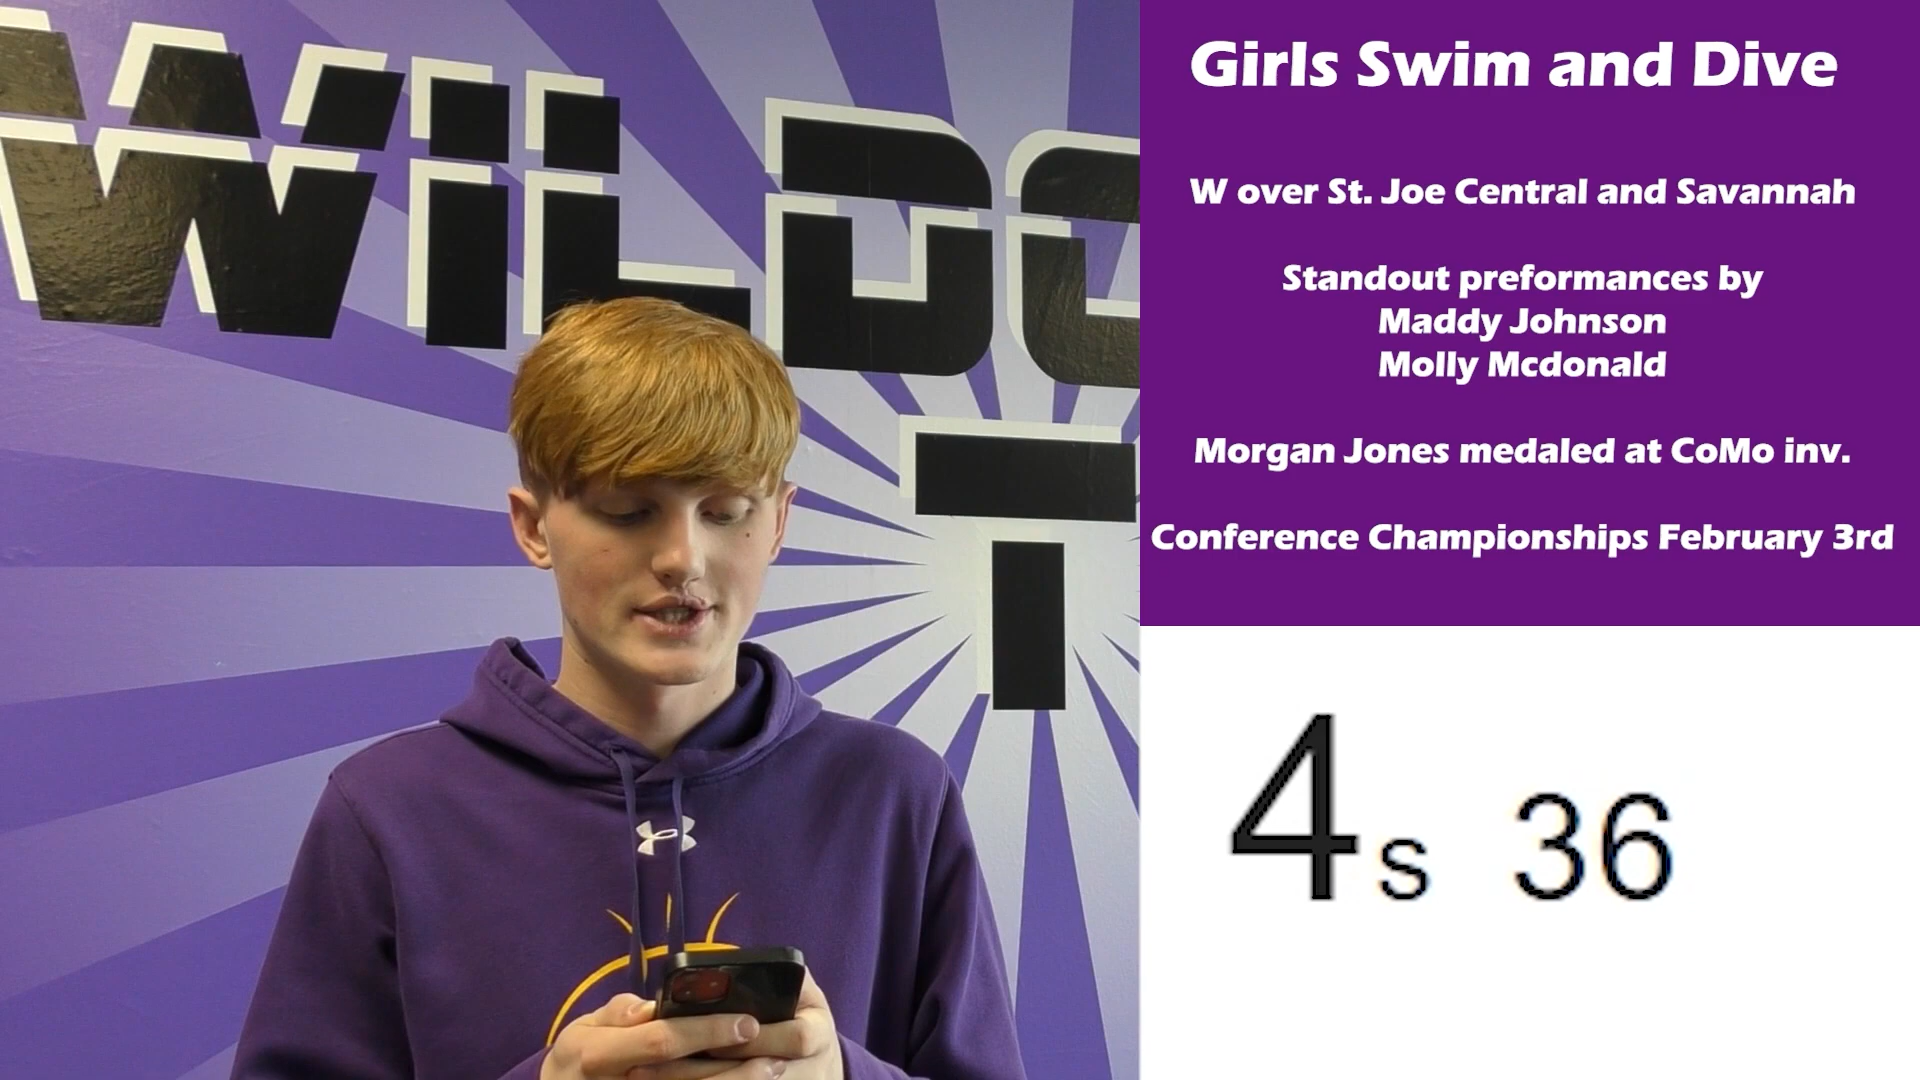 WILDC
T
Girls Swim and Dive
W over St. Joe Central and Savannah
Standout preformances by
Maddy Johnson
Molly Mcdonald
Morgan Jones medaled at CoMo inv.
Conference Championships February 3rd
4s 36